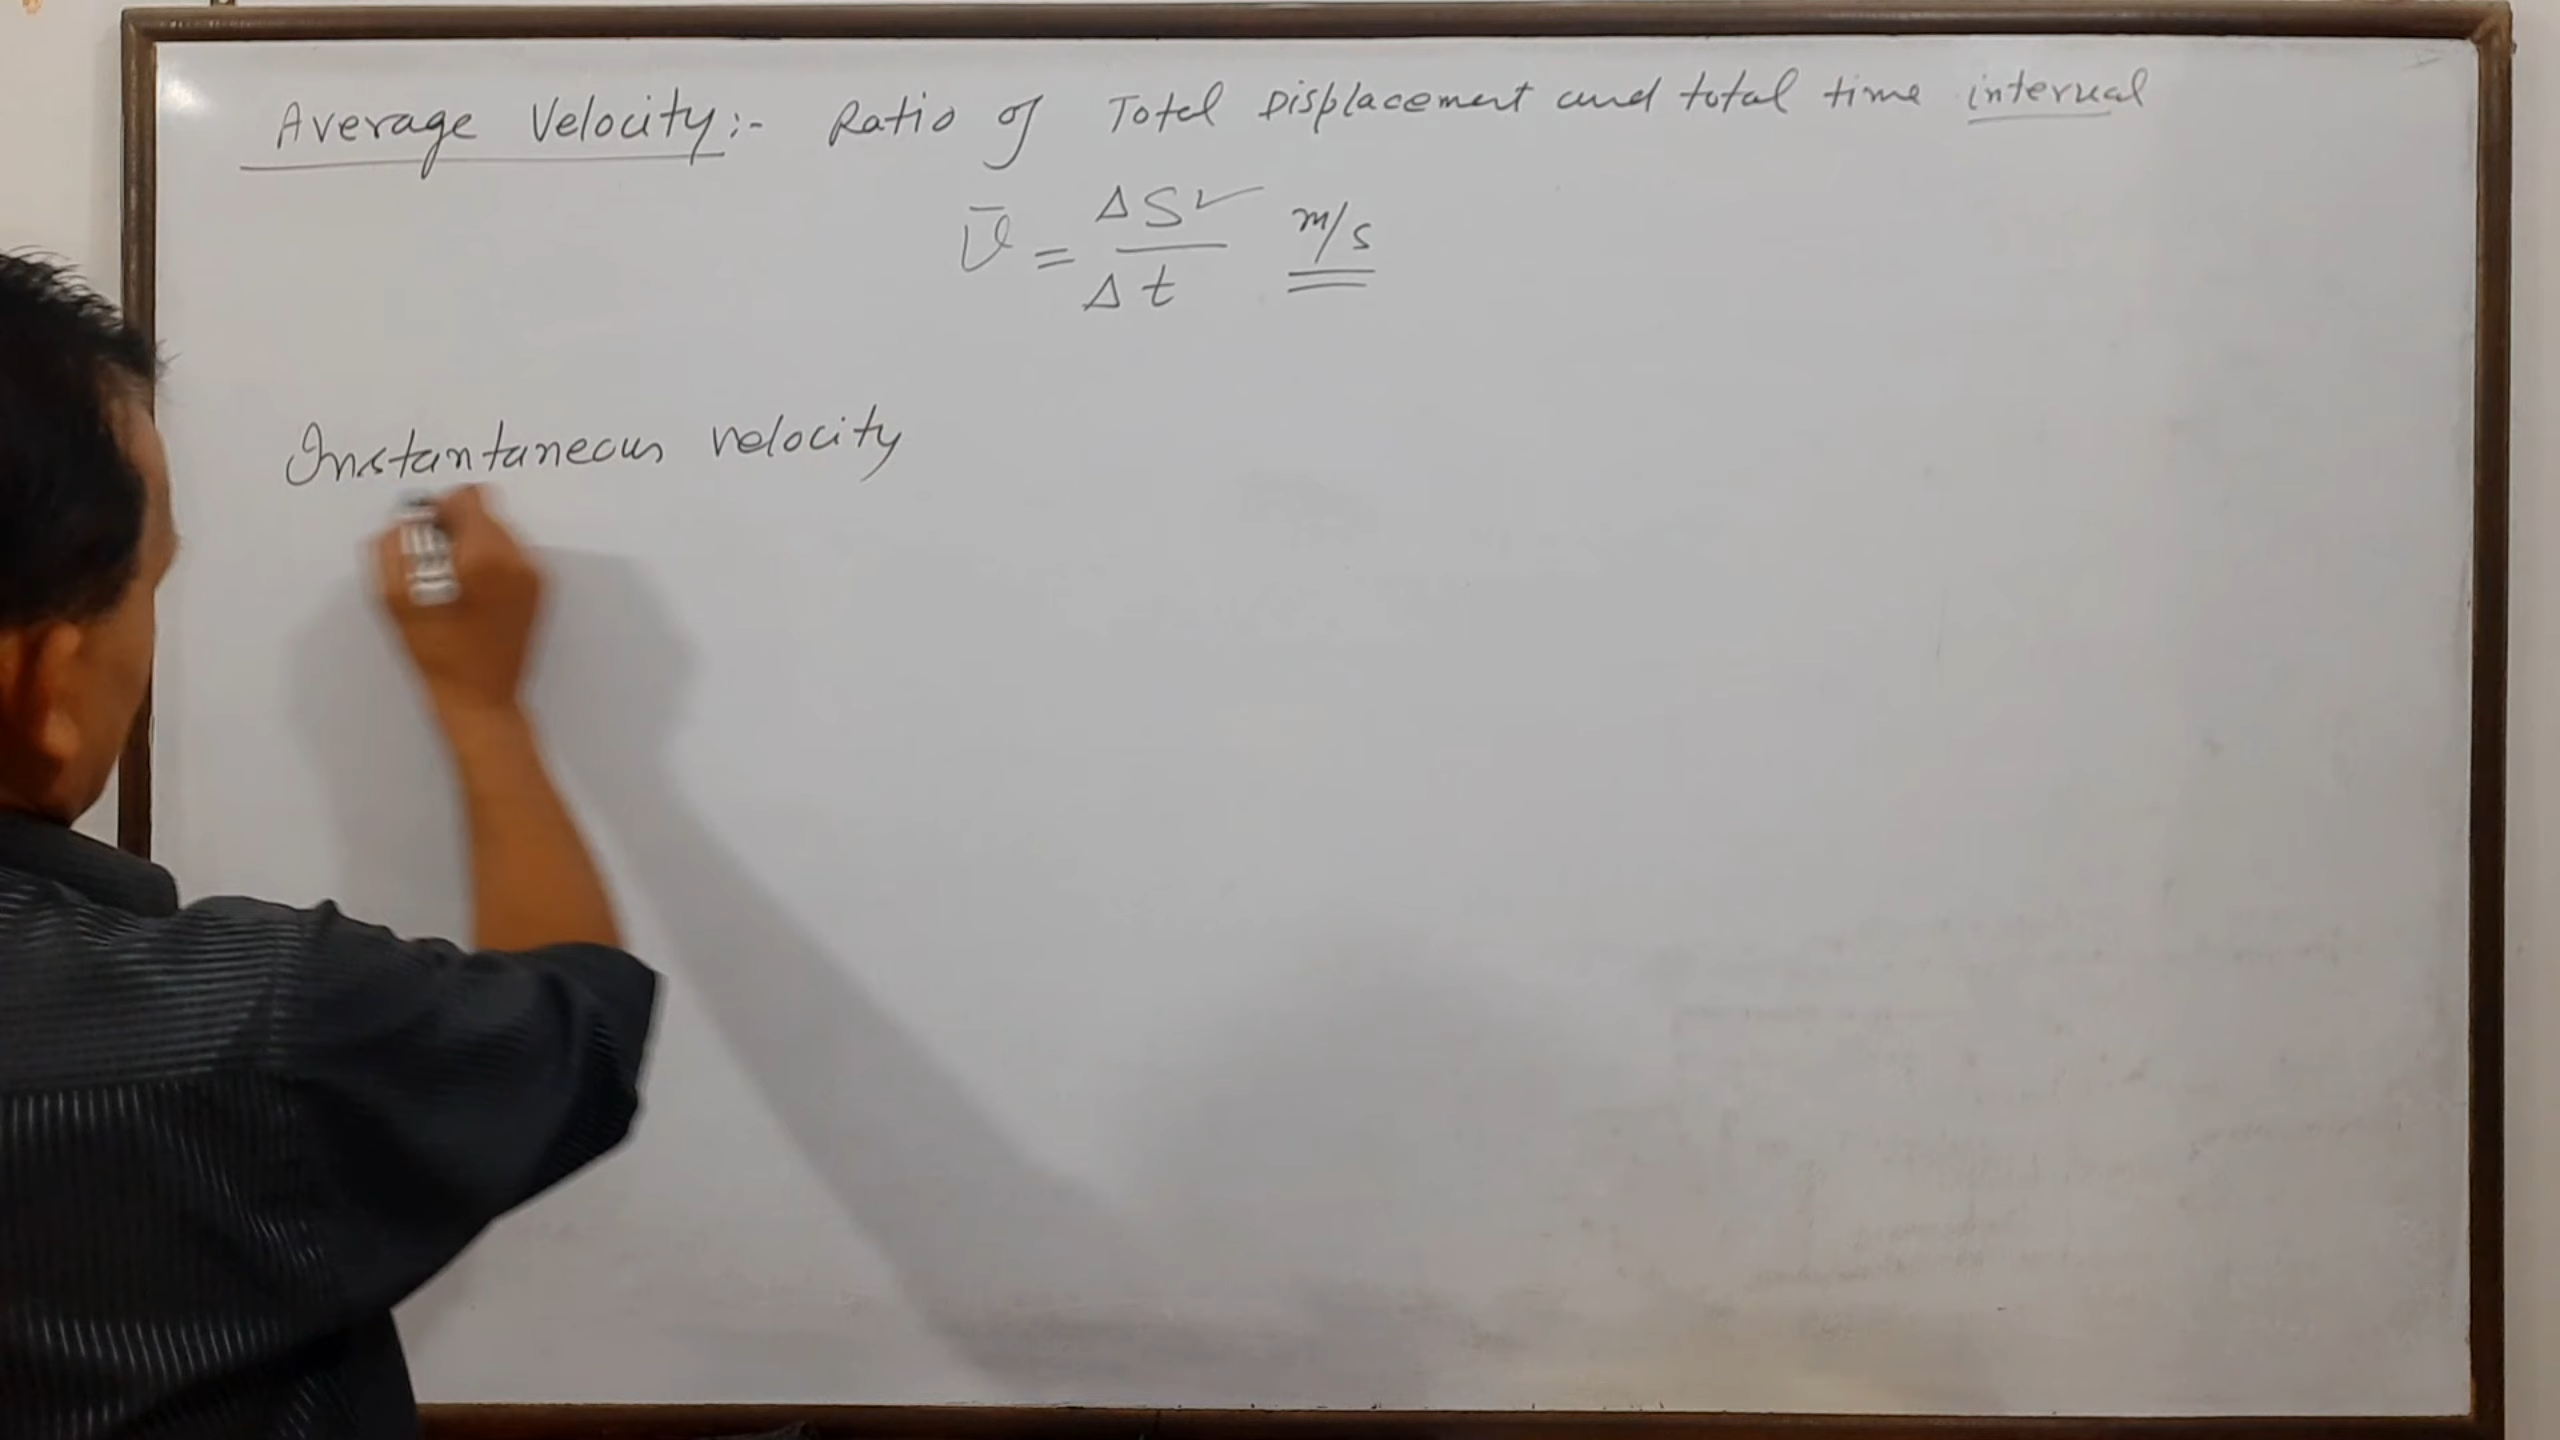 Average Velocity:- Ratio of Total Displacement and total time interval
v̄ = ΔS / Δt m/s
Instantaneous velocity